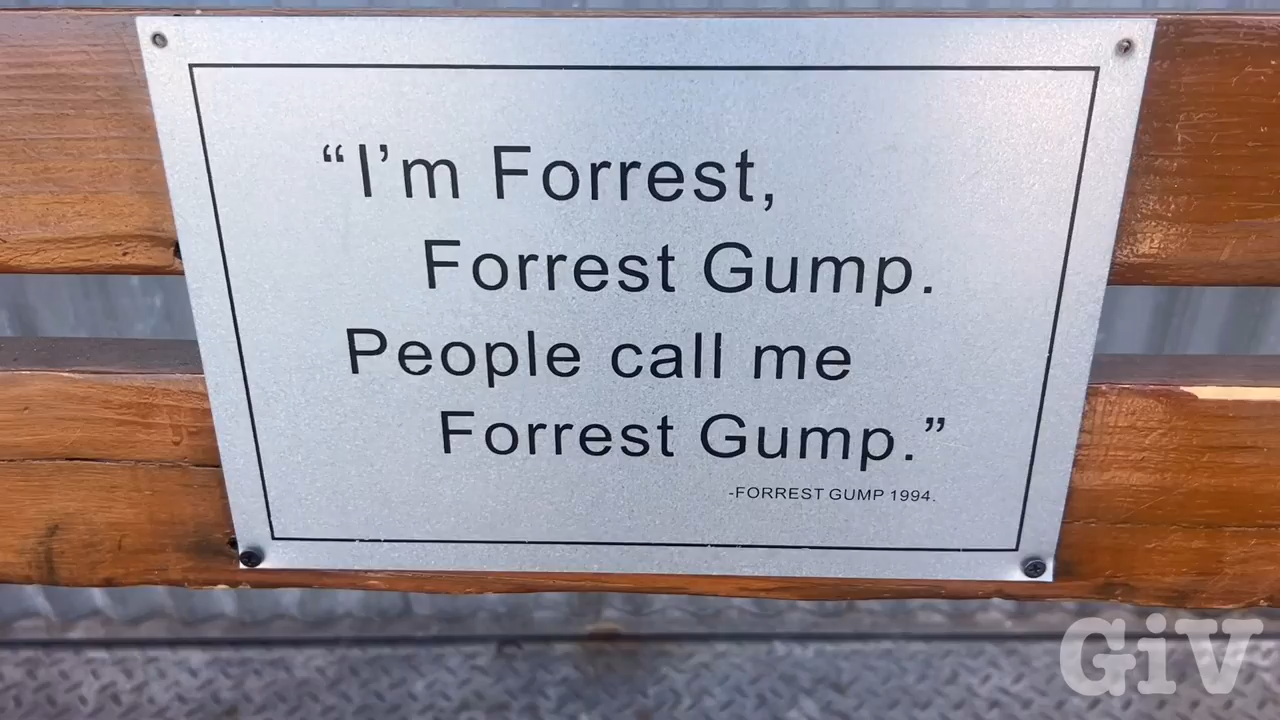 “I’m Forrest,
Forrest Gump.
People call me
Forrest Gump.”
-FORREST GUMP 1994.
GiV